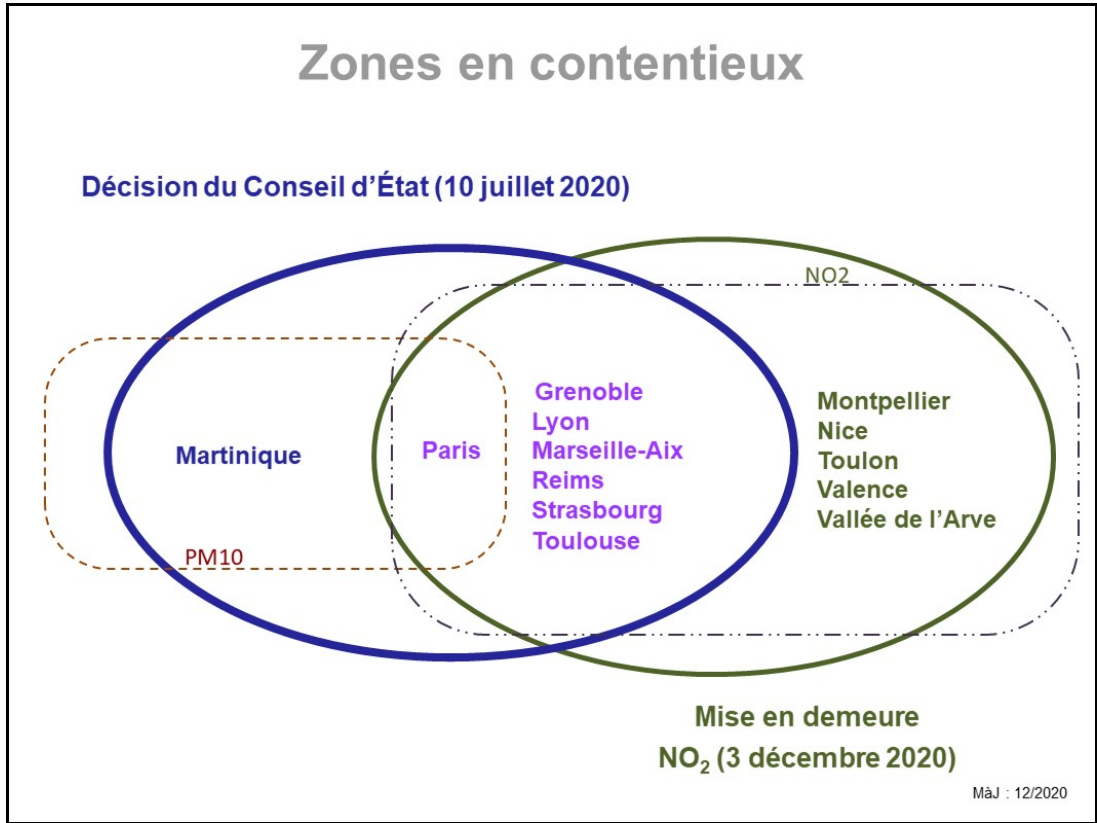 Zones en contentieux
Décision du Conseil d’État (10 juillet 2020)
NO2
Martinique
Paris
Grenoble
Lyon
Marseille-Aix
Reims
Strasbourg
Toulouse
Montpellier
Nice
Toulon
Valence
Vallée de l’Arve
PM10
Mise en demeure
NO₂ (3 décembre 2020)
MàJ : 12/2020